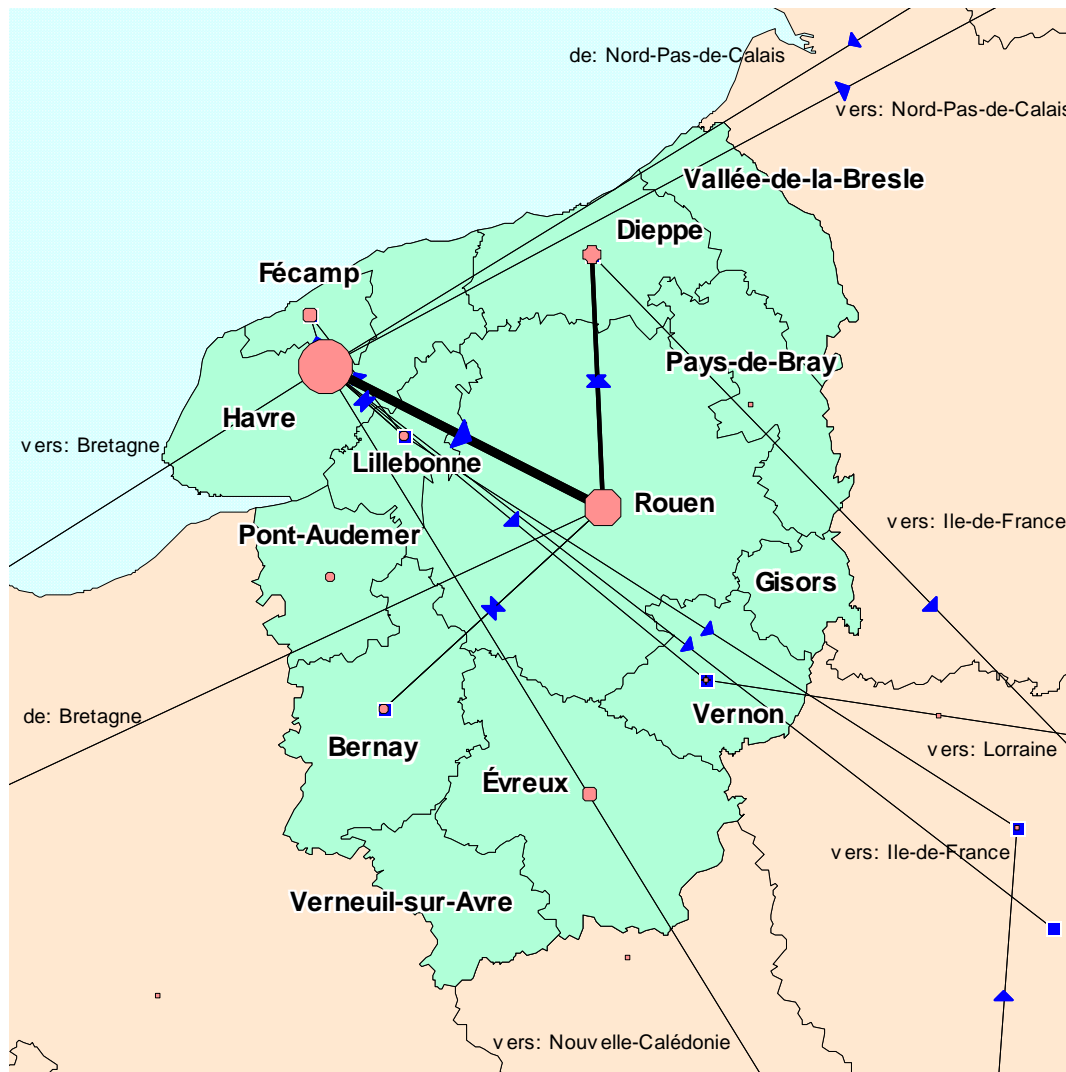 de: Nord-Pas-de-Calais
vers: Nord-Pas-de-Calais
Vallée-de-la-Bresle
Dieppe
Fécamp
Pays-de-Bray
Havre
vers: Bretagne
Lillebonne
Rouen
vers: Ile-de-France
Pont-Audemer
Gisors
de: Bretagne
Vernon
Bernay
vers: Lorraine
Évreux
vers: Ile-de-France
Verneuil-sur-Avre
vers: Nouvelle-Calédonie